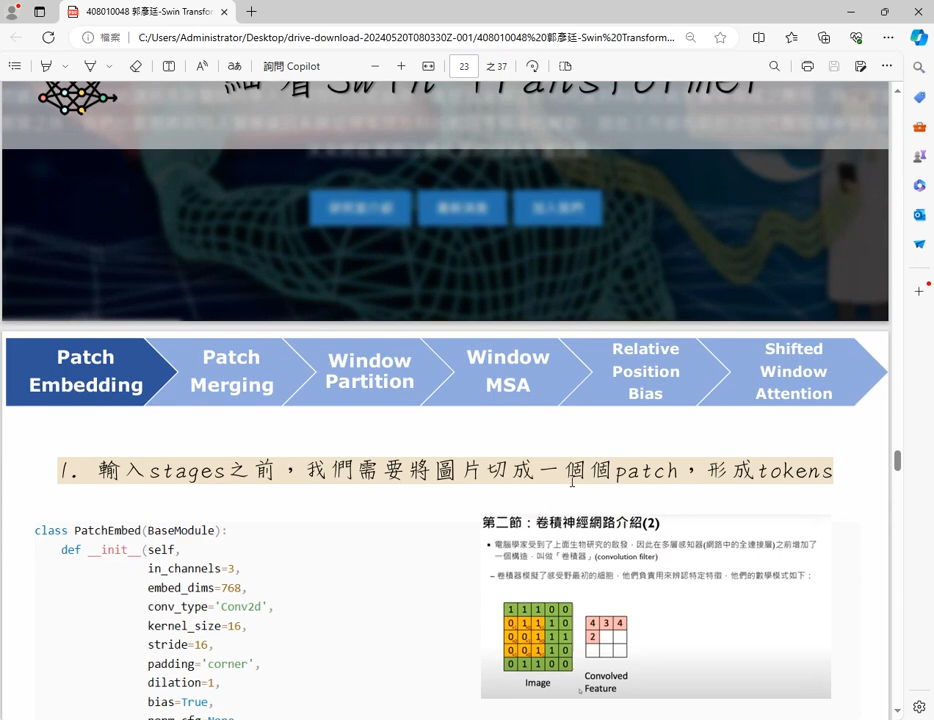 408010048 郭彥廷-Swin Transfor
檔案
C:/Users/Administrator/Desktop/drive-download-20240520T080330Z-001/408010048%20郭彥廷-Swin%20Transform...
詢問 Copilot
23
之37
細看Swin Transformer
Patch Embedding
Patch Merging
Window Partition
Window MSA
Relative Position Bias
Shifted Window Attention
1. 輸入stages之前，我們需要將圖片切成一個個patch，形成tokens
class PatchEmbed(BaseModule):
def __init__(self,
in_channels=3,
embed_dims=768,
conv_type='Conv2d',
kernel_size=16,
stride=16,
padding='corner',
dilation=1,
bias=True,
norm_cfg=None,
第二節：卷積神經網路介紹(2)
• 電腦學家受到了上面生物研究的啟發，因此在多層感知器(網路中的全連接層)之前增加了
一個構造，叫做「卷積器」(convolution filter)
– 卷積器模擬了感受野最初的細胞，他們負責用來辨認特定特徵，他們的數學模式如下：
1 1 1 0 0
0 1 1 1 0
0 0 1 1 1
0 0 1 1 0
0 1 1 0 0
4 3 4
2
Image
Convolved
Feature